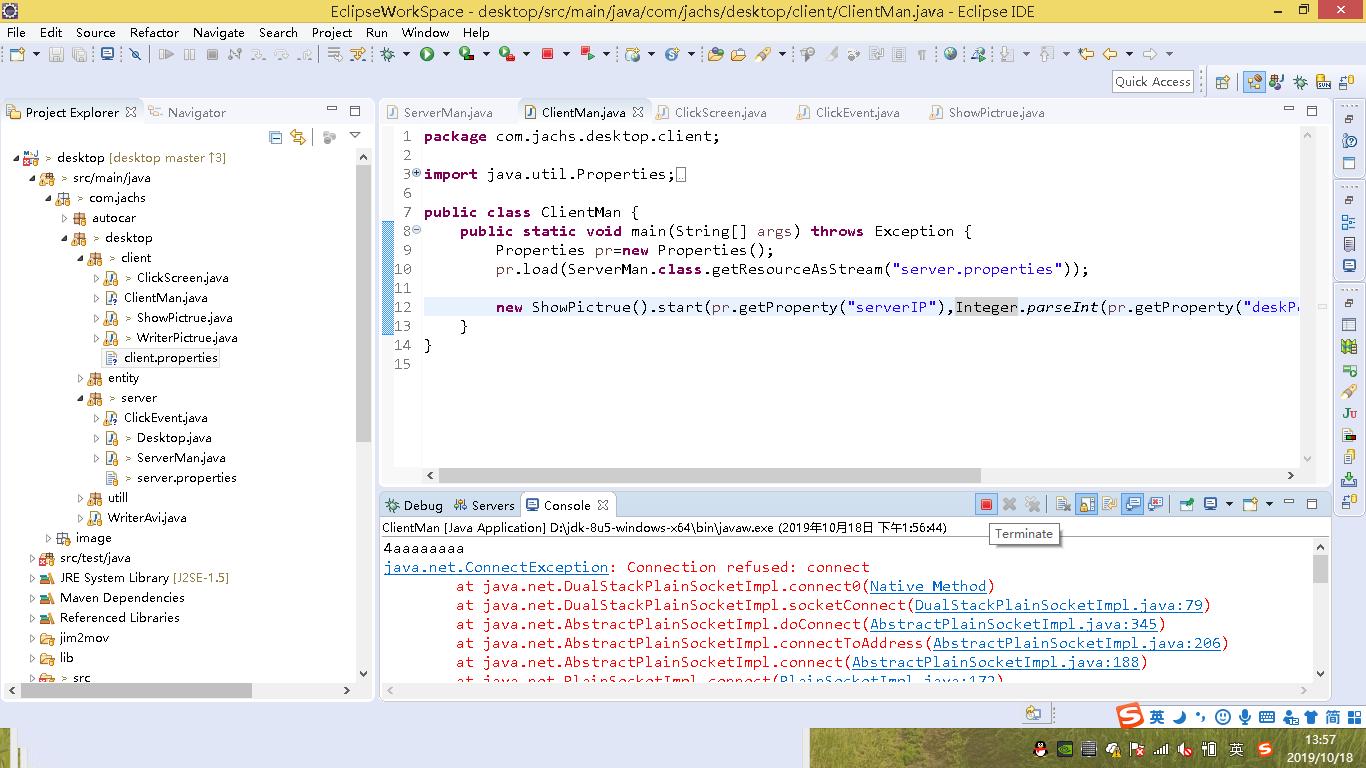 EclipseWorkSpace - desktop/src/main/java/com/jachs/desktop/client/ClientMan.java - Eclipse IDE
File Edit Source Refactor Navigate Search Project Run Window Help
Quick Access
Project Explorer
Navigator
> desktop [desktop master ↑3]
> src/main/java
> com.jachs
autocar
> desktop
> client
> ClickScreen.java
ClientMan.java
> ShowPictrue.java
> WriterPictrue.java
client.properties
entity
> server
ClickEvent.java
> Desktop.java
> ServerMan.java
> server.properties
utill
WriterAvi.java
image
src/test/java
JRE System Library [J2SE-1.5]
Maven Dependencies
Referenced Libraries
jim2mov
lib
> src
ServerMan.java ClientMan.java ClickScreen.java ClickEvent.java ShowPictrue.java
1 package com.jachs.desktop.client;
2
3 import java.util.Properties;
6
7 public class ClientMan {
8 public static void main(String[] args) throws Exception {
9 Properties pr=new Properties();
10 pr.load(ServerMan.class.getResourceAsStream("server.properties"));
11
12 new ShowPictrue().start(pr.getProperty("serverIP"),Integer.parseInt(pr.getProperty("deskP
13 }
14 }
15
Debug Servers Console
ClientMan [Java Application] D:\jdk-8u5-windows-x64\bin\javaw.exe (2019年10月18日 下午1:56:44)
Terminate
4aaaaaaaa
java.net.ConnectException: Connection refused: connect
at java.net.DualStackPlainSocketImpl.connect0(Native Method)
at java.net.DualStackPlainSocketImpl.socketConnect(DualStackPlainSocketImpl.java:79)
at java.net.AbstractPlainSocketImpl.doConnect(AbstractPlainSocketImpl.java:345)
at java.net.AbstractPlainSocketImpl.connectToAddress(AbstractPlainSocketImpl.java:206)
at java.net.AbstractPlainSocketImpl.connect(AbstractPlainSocketImpl.java:188)
at java.net.PlainSocketImpl.connect(PlainSocketImpl.java:172)
英 简
英
13:57
2019/10/18